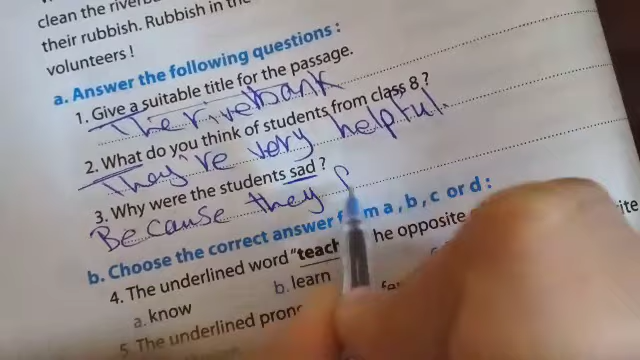 clean the riverb
their rubbish. Rubbish in the
volunteers !
a. Answer the following questions :
1. Give a suitable title for the passage.
The riverbank
2. What do you think of students from class 8 ?
They're very helpful.
3. Why were the students sad ?
Because they
b. Choose the correct answer from a , b , c or d :
4. The underlined word "teach he opposite
a. know
b. learn
5. The underlined pron